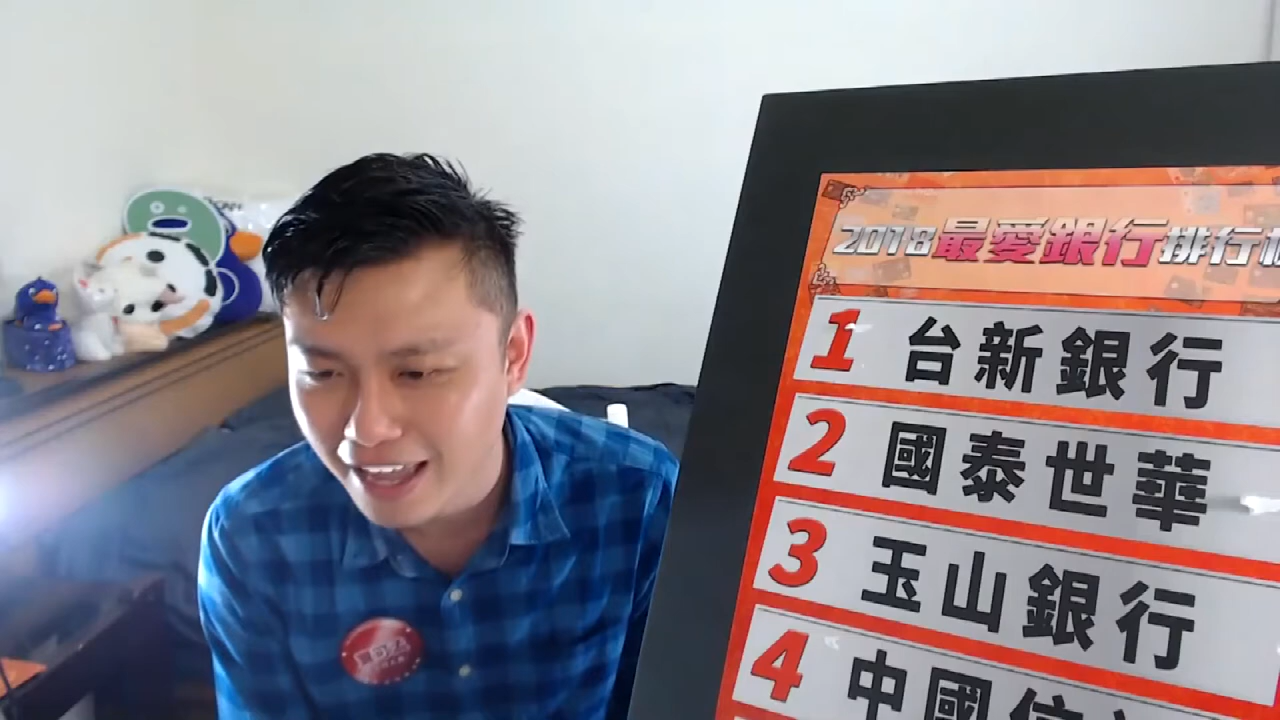 2018最愛銀行排行
1 台新銀行
2 國泰世華
3 玉山銀行
4 中國信